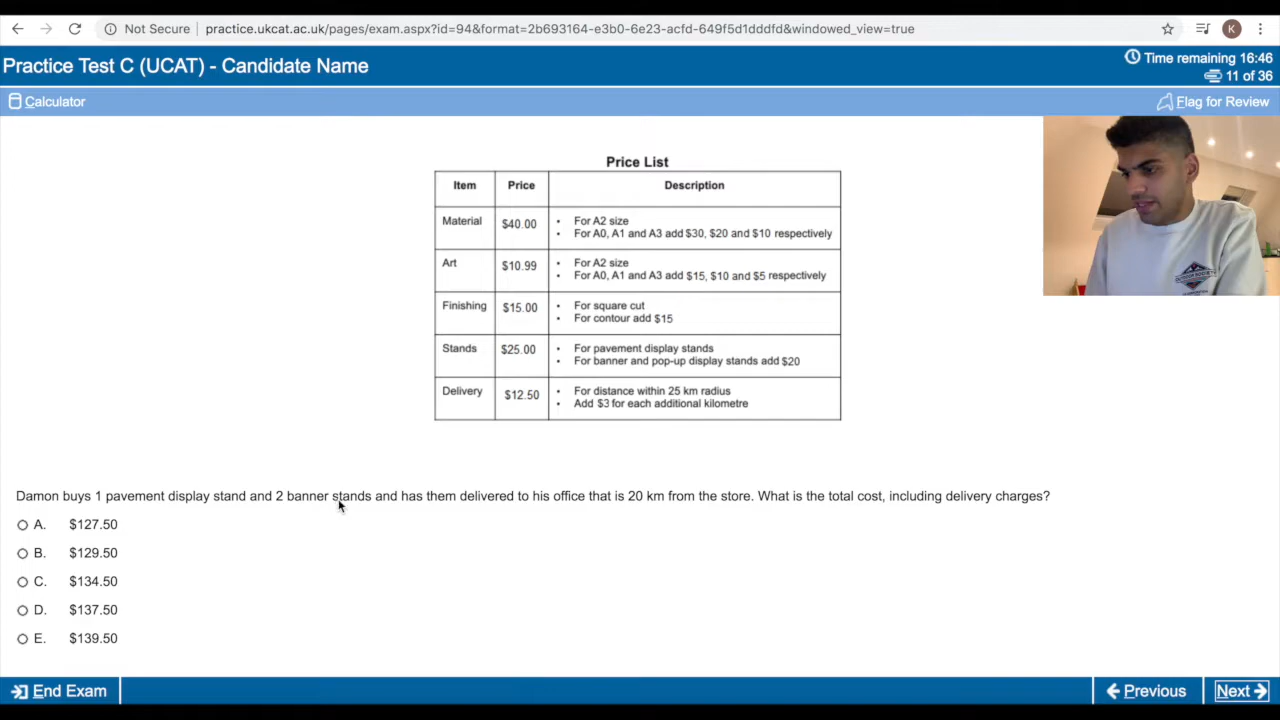 Not Secure practice.ukcat.ac.uk/pages/exam.aspx?id=94&format=2b693164-e3b0-6e23-acfd-649f5d1dddfd&windowed_view=true K
Practice Test C (UCAT) - Candidate Name
Time remaining 16:46
11 of 36
Calculator
Flag for Review
Price List
Item Price Description
Material $40.00 • For A2 size
• For A0, A1 and A3 add $30, $20 and $10 respectively
Art $10.99 • For A2 size
• For A0, A1 and A3 add $15, $10 and $5 respectively
Finishing $15.00 • For square cut
• For contour add $15
Stands $25.00 • For pavement display stands
• For banner and pop-up display stands add $20
Delivery $12.50 • For distance within 25 km radius
• Add $3 for each additional kilometre
Damon buys 1 pavement display stand and 2 banner stands and has them delivered to his office that is 20 km from the store. What is the total cost, including delivery charges?
A. $127.50
B. $129.50
C. $134.50
D. $137.50
E. $139.50
End Exam
Previous
Next